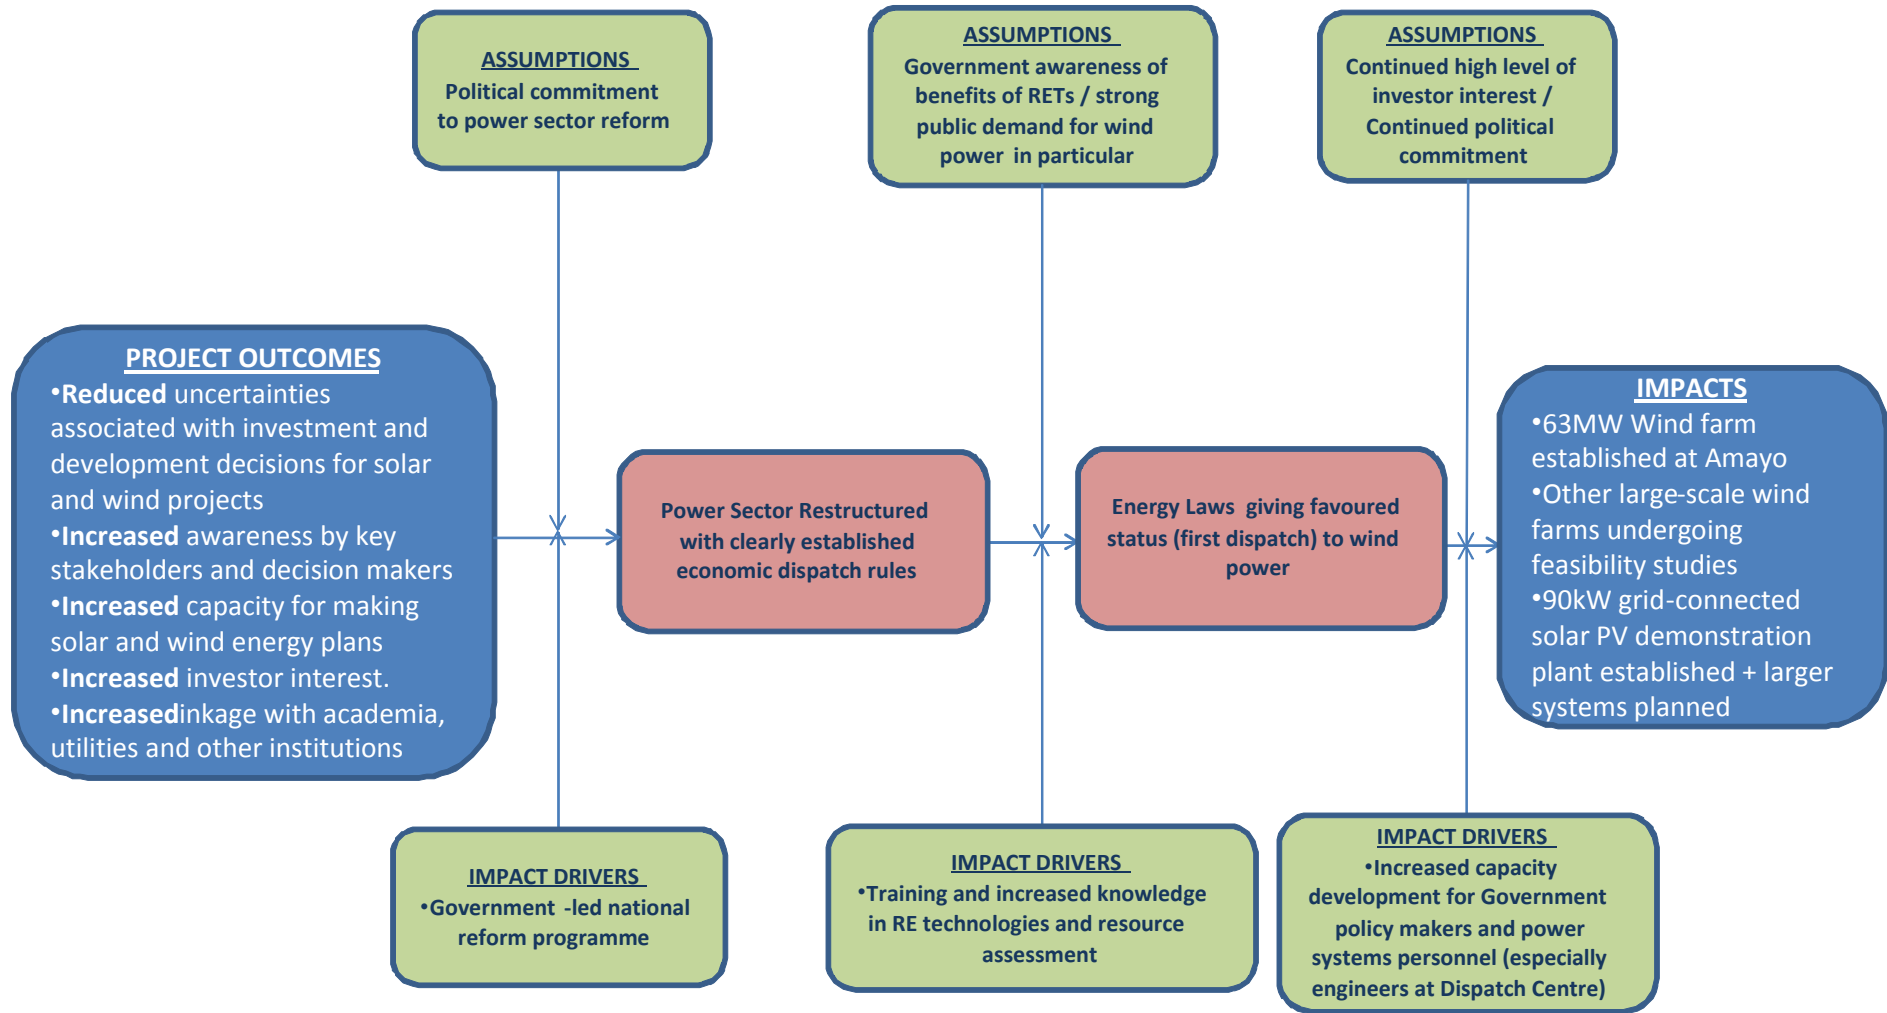 ASSUMPTIONS
Political commitment
to power sector reform
ASSUMPTIONS
Government awareness of
benefits of RETs / strong
public demand for wind
power in particular
ASSUMPTIONS
Continued high level of
investor interest /
Continued political
commitment
PROJECT OUTCOMES
•Reduced uncertainties
associated with investment and
development decisions for solar
and wind projects
•Increased awareness by key
stakeholders and decision makers
•Increased capacity for making
solar and wind energy plans
•Increased investor interest.
•Increasedinkage with academia,
utilities and other institutions
Power Sector Restructured
with clearly established
economic dispatch rules
Energy Laws giving favoured
status (first dispatch) to wind
power
IMPACTS
•63MW Wind farm
established at Amayo
•Other large-scale wind
farms undergoing
feasibility studies
•90kW grid-connected
solar PV demonstration
plant established + larger
systems planned
IMPACT DRIVERS
•Government -led national
reform programme
IMPACT DRIVERS
•Training and increased knowledge
in RE technologies and resource
assessment
IMPACT DRIVERS
•Increased capacity
development for Government
policy makers and power
systems personnel (especially
engineers at Dispatch Centre)